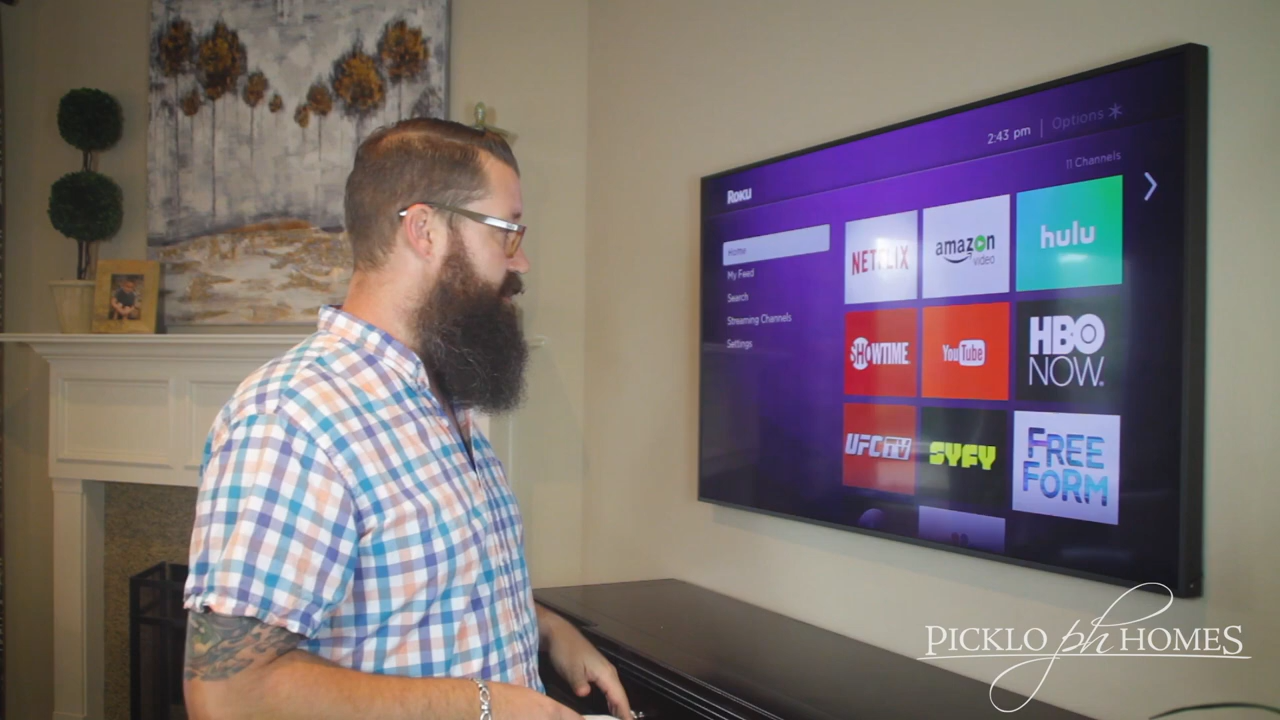 2:43 pm | Options *
11 Channels
Roku
Home
My Feed
Search
Streaming Channels
Settings
NETFLIX
amazon
video
hulu
SHOWTIME
YouTube
HBO
NOW.
UFC TV
SYFY
FREE
FORM
PICKLO ph HOMES